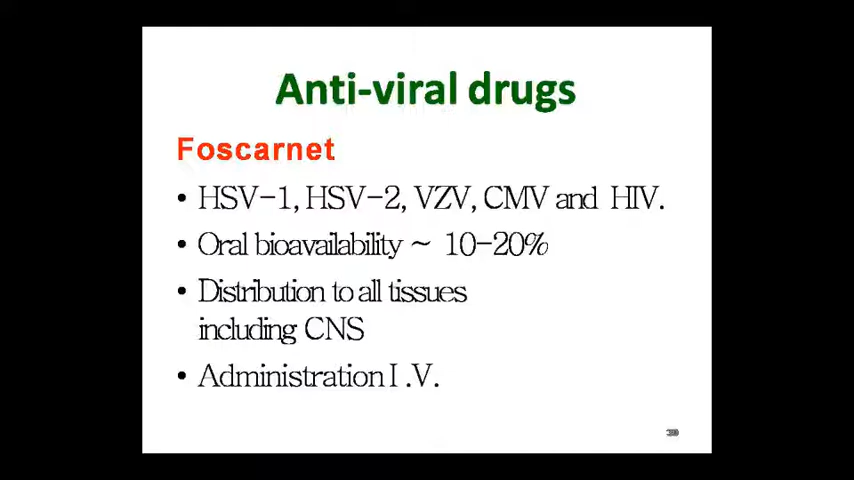 Anti-viral drugs
Foscarnet
• HSV-1, HSV-2, VZV, CMV and HIV.
• Oral bioavailability ~ 10-20%
• Distribution to all tissues
including CNS
• Administration I .V.